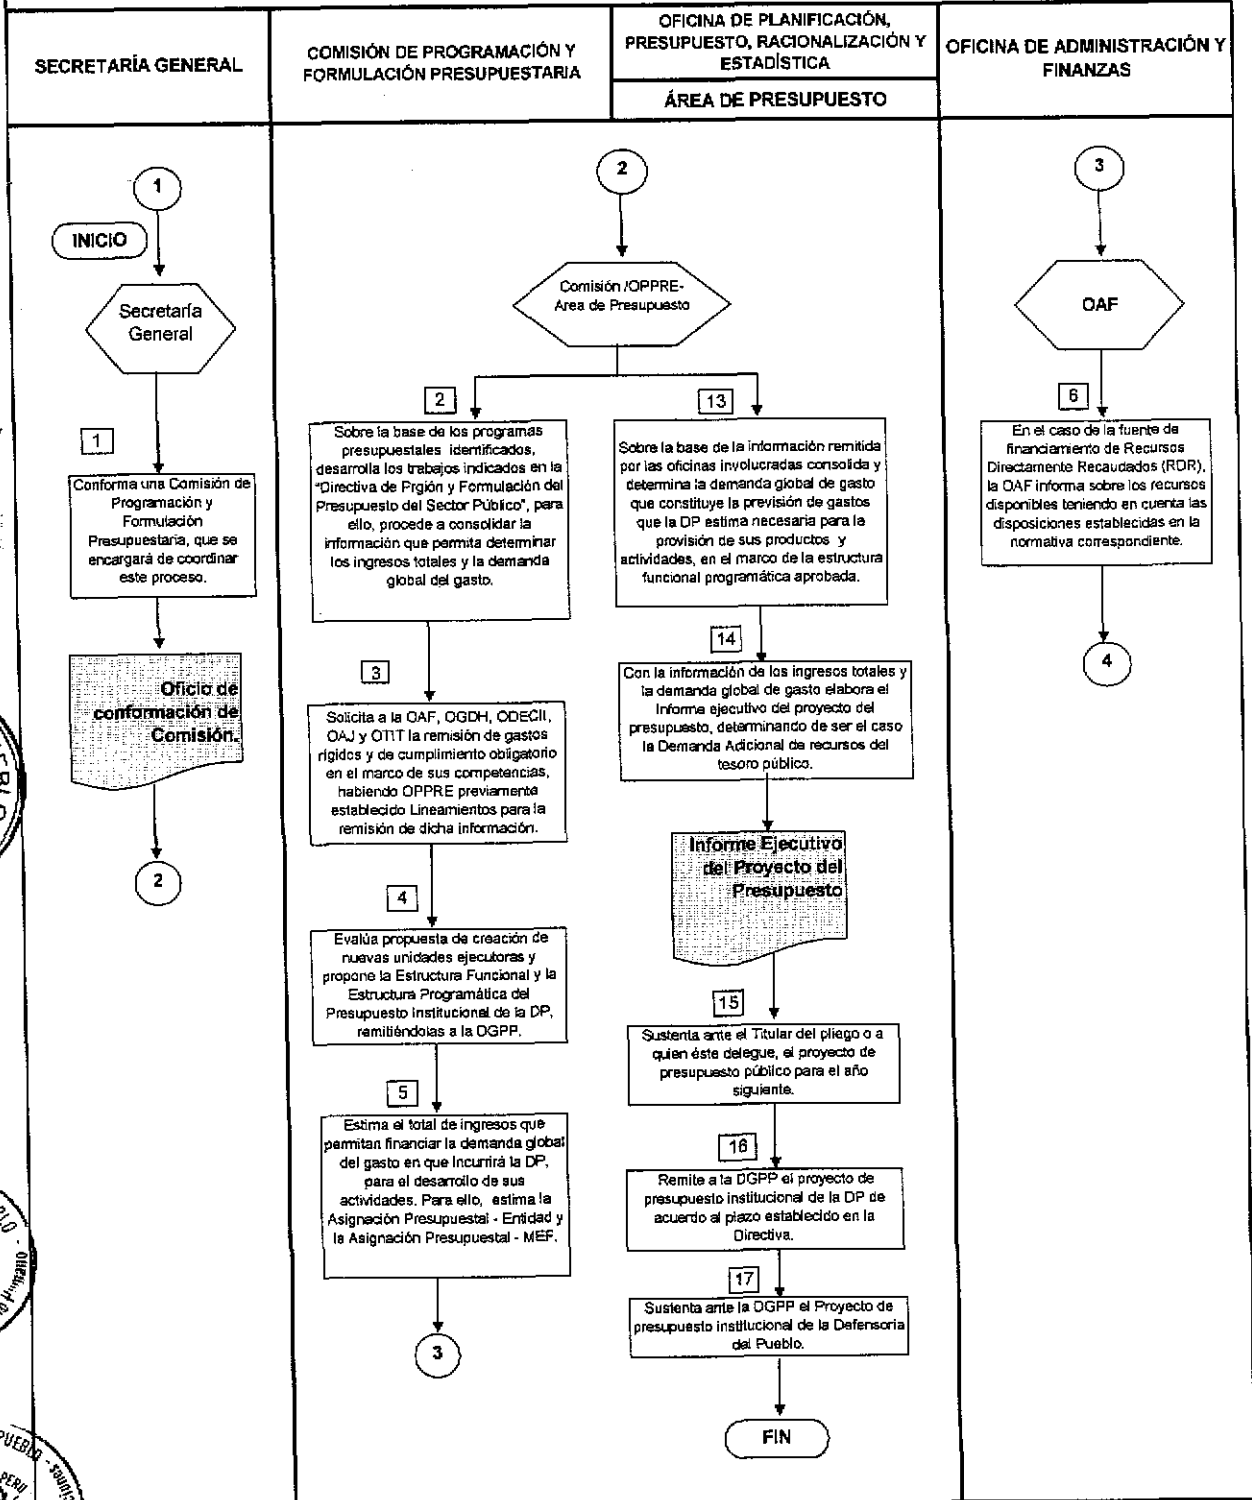 SECRETARÍA GENERAL
COMISIÓN DE PROGRAMACIÓN Y
FORMULACIÓN PRESUPUESTARIA
OFICINA DE PLANIFICACIÓN,
PRESUPUESTO, RACIONALIZACIÓN Y
ESTADÍSTICA
ÁREA DE PRESUPUESTO
OFICINA DE ADMINISTRACIÓN Y
FINANZAS
1
INICIO
Secretaría
General
1
Conforma una Comisión de
Programación y
Formulación
Presupuestaria, que se
encargará de coordinar
este proceso.
Oficio de
conformación de
Comisión.
2
2
Comisión /OPPRE-
Area de Presupuesto
2
Sobre la base de los programas
presupuestales identificados,
desarrolla los trabajos indicados en la
"Directiva de Prgión y Formulación del
Presupuesto del Sector Público", para
ello, procede a consolidar la
información que permita determinar
los ingresos totales y la demanda
global del gasto.
3
Solicita a la OAF, OGDH, ODECII,
OAJ y OTIT la remisión de gastos
rígidos y de cumplimiento obligatorio
en el marco de sus competencias,
habiendo OPPRE previamente
establecido Lineamientos para la
remisión de dicha información.
4
Evalúa propuesta de creación de
nuevas unidades ejecutoras y
propone la Estructura Funcional y la
Estructura Programática del
Presupuesto Institucional de la DP,
remitiéndolas a la DGPP.
5
Estima el total de ingresos que
permitan financiar la demanda global
del gasto en que Incurrirá la DP,
para el desarrollo de sus
actividades. Para ello, estima la
Asignación Presupuestal - Entidad y
la Asignación Presupuestal - MEF.
3
13
Sobre la base de la información remitida
por las oficinas involucradas consolida y
determina la demanda global de gasto
que constituye la previsión de gastos
que la DP estima necesaria para la
provisión de sus productos y
actividades, en el marco de la estructura
funcional programática aprobada.
14
Con la información de los ingresos totales y
la demanda global de gasto elabora el
Informe ejecutivo del proyecto del
presupuesto, determinando de ser el caso
la Demanda Adicional de recursos del
tesoro público.
Informe Ejecutivo
del Proyecto del
Presupuesto
15
Sustenta ante el Titular del pliego o a
quien éste delegue, el proyecto de
presupuesto público para el año
siguiente.
16
Remite a la DGPP el proyecto de
presupuesto institucional de la DP de
acuerdo al plazo establecido en la
Directiva.
17
Sustenta ante la DGPP el Proyecto de
presupuesto institucional de la Defensoría
del Pueblo.
FIN
3
OAF
6
En el caso de la fuente de
financiamiento de Recursos
Directamente Recaudados (RDR),
la OAF informa sobre los recursos
disponibles teniendo en cuenta las
disposiciones establecidas en la
normativa correspondiente.
4